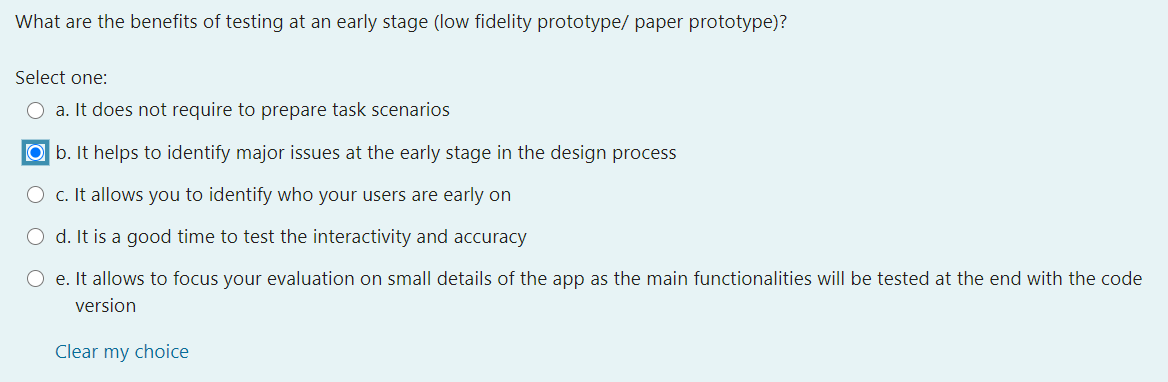 What are the benefits of testing at an early stage (low fidelity prototype/ paper prototype)?
Select one:
a. It does not require to prepare task scenarios
b. It helps to identify major issues at the early stage in the design process
c. It allows you to identify who your users are early on
d. It is a good time to test the interactivity and accuracy
e. It allows to focus your evaluation on small details of the app as the main functionalities will be tested at the end with the code
version
Clear my choice